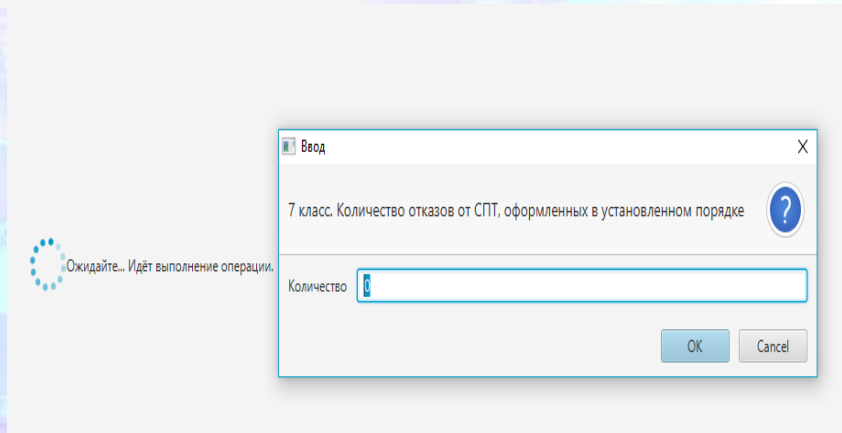 Ввод
7 класс. Количество отказов от СПТ, оформленных в установленном порядке
?
Ожидайте... Идёт выполнение операции.
Количество 0
OK Cancel